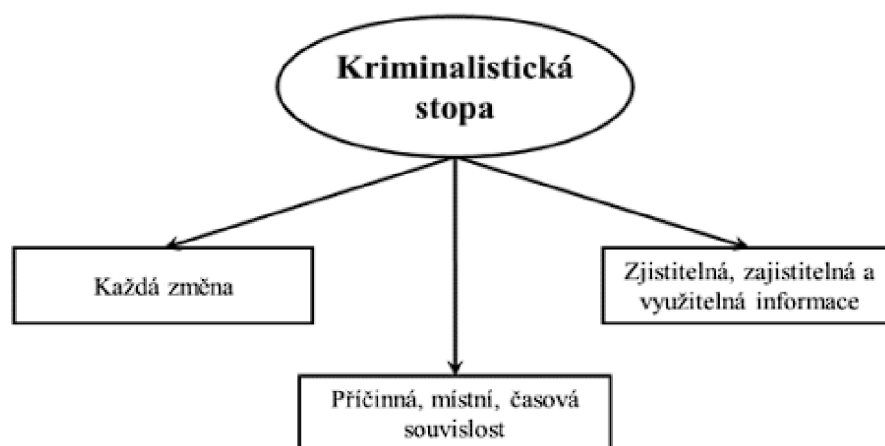 Kriminalistická
stopa
Každá změna
Zjistitelná, zajistitelná a
využitelná informace
Příčinná, místní, časová
souvislost